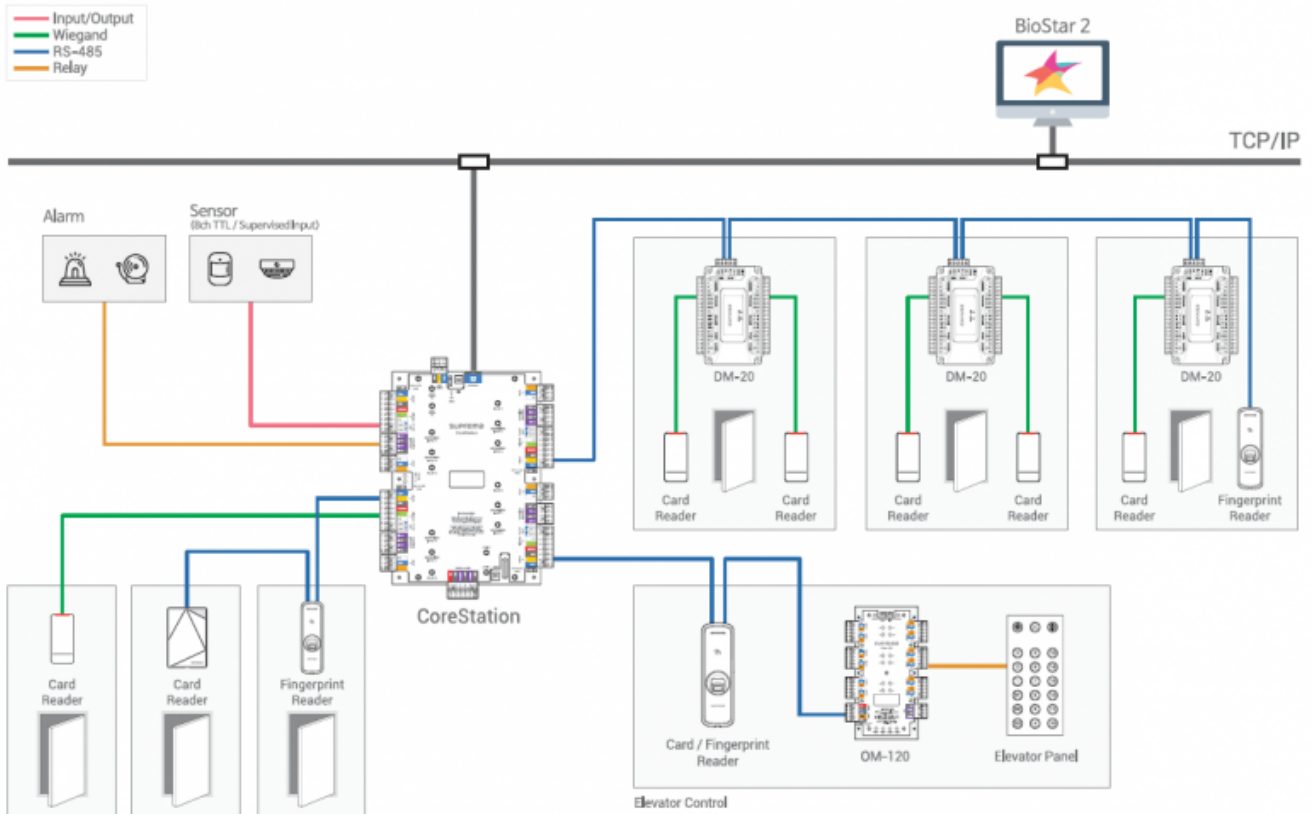 Input/Output
Wiegand
RS-485
Relay
BioStar 2
TCP/IP
Alarm
Sensor
(8ch TTL / Supervised Input)
DM-20
DM-20
DM-20
Card
Reader
Card
Reader
Card
Reader
Card
Reader
Card
Reader
Fingerprint
Reader
suprema
CoreStation
Card
Reader
Card
Reader
Fingerprint
Reader
Card / Fingerprint
Reader
OM-120
Elevator Panel
Elevator Control